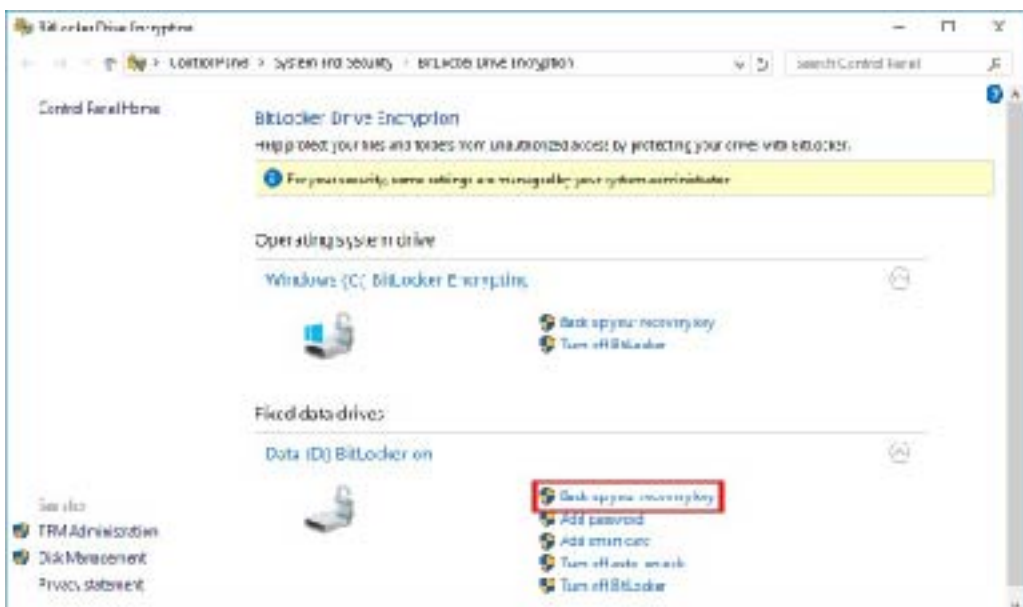 BitLocker Drive Encryption
Control Panel > System and Security > BitLocker Drive Encryption
Search Control Panel
Control Panel Home
BitLocker Drive Encryption
Help protect your files and folders from unauthorized access by protecting your drives with BitLocker.
For your security, some settings are managed by your system administrator.
Operating system drive
Windows (C:) BitLocker Encrypting
Back up your recovery key
Turn off BitLocker
Fixed data drives
Data (D:) BitLocker on
Back up your recovery key
Add password
Add smart card
Turn off auto-unlock
Turn off BitLocker
See also
TPM Administration
Disk Management
Privacy statement